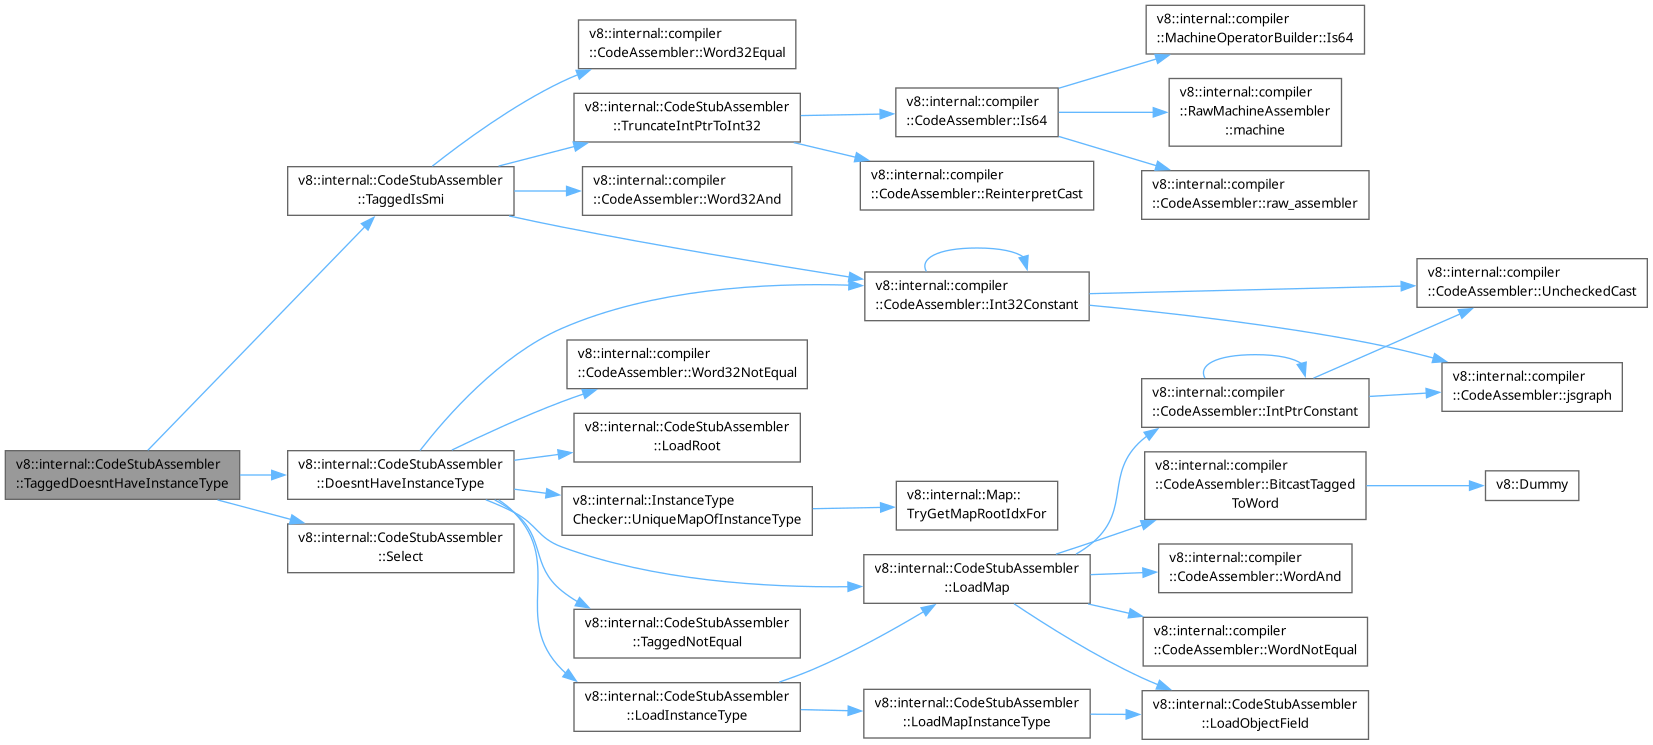 v8::internal::CodeStubAssembler
::TaggedDoesntHaveInstanceType
v8::internal::CodeStubAssembler
::TaggedIsSmi
v8::internal::compiler
::CodeAssembler::Word32Equal
v8::internal::CodeStubAssembler
::TruncateIntPtrToInt32
v8::internal::compiler
::CodeAssembler::Is64
v8::internal::compiler
::MachineOperatorBuilder::Is64
v8::internal::compiler
::RawMachineAssembler
::machine
v8::internal::compiler
::CodeAssembler::raw_assembler
v8::internal::compiler
::CodeAssembler::ReinterpretCast
v8::internal::compiler
::CodeAssembler::Word32And
v8::internal::compiler
::CodeAssembler::Int32Constant
v8::internal::compiler
::CodeAssembler::UncheckedCast
v8::internal::compiler
::CodeAssembler::jsgraph
v8::internal::CodeStubAssembler
::DoesntHaveInstanceType
v8::internal::compiler
::CodeAssembler::Word32NotEqual
v8::internal::CodeStubAssembler
::LoadRoot
v8::internal::InstanceType
Checker::UniqueMapOfInstanceType
v8::internal::Map::
TryGetMapRootIdxFor
v8::internal::CodeStubAssembler
::LoadMap
v8::internal::compiler
::CodeAssembler::IntPtrConstant
v8::internal::compiler
::CodeAssembler::BitcastTagged
ToWord
v8::Dummy
v8::internal::compiler
::CodeAssembler::WordAnd
v8::internal::compiler
::CodeAssembler::WordNotEqual
v8::internal::CodeStubAssembler
::LoadObjectField
v8::internal::CodeStubAssembler
::TaggedNotEqual
v8::internal::CodeStubAssembler
::LoadInstanceType
v8::internal::CodeStubAssembler
::LoadMapInstanceType
v8::internal::CodeStubAssembler
::Select